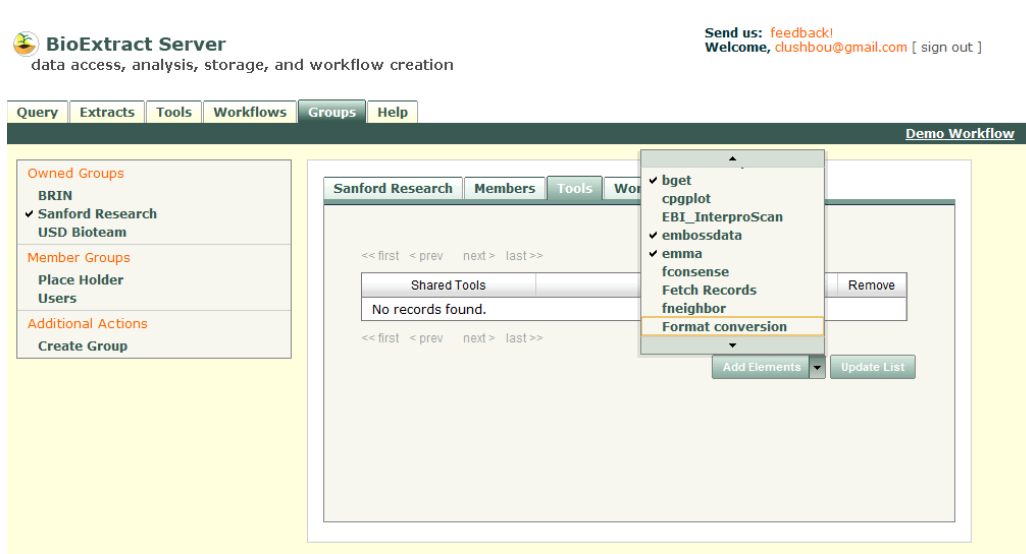 BioExtract Server
data access, analysis, storage, and workflow creation
Send us: feedback!
Welcome, clushbou@gmail.com [ sign out ]
Query Extracts Tools Workflows Groups Help
Demo Workflow
Owned Groups
BRIN
✓ Sanford Research
USD Bioteam
Member Groups
Place Holder
Users
Additional Actions
Create Group
Sanford Research Members Tools Wor
✓ bget
cpgplot
EBI_InterproScan
✓ embossdata
✓ emma
fconsense
Fetch Records
fneighbor
Format conversion
<< first < prev next > last >>
Shared Tools Remove
No records found.
<< first < prev next > last >>
Add Elements Update List